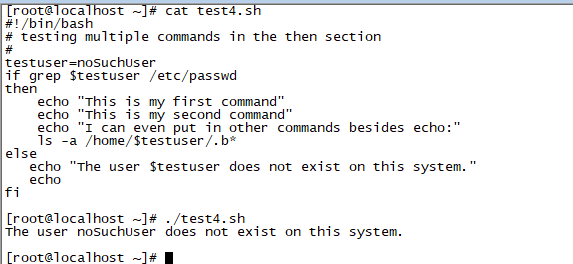 [root@localhost ~]# cat test4.sh
#!/bin/bash
# testing multiple commands in the then section
#
testuser=noSuchUser
if grep $testuser /etc/passwd
then
    echo "This is my first command"
    echo "This is my second command"
    echo "I can even put in other commands besides echo:"
    ls -a /home/$testuser/.b*
else
   echo "The user $testuser does not exist on this system."
   echo
fi
[root@localhost ~]# ./test4.sh
The user noSuchUser does not exist on this system.
[root@localhost ~]#